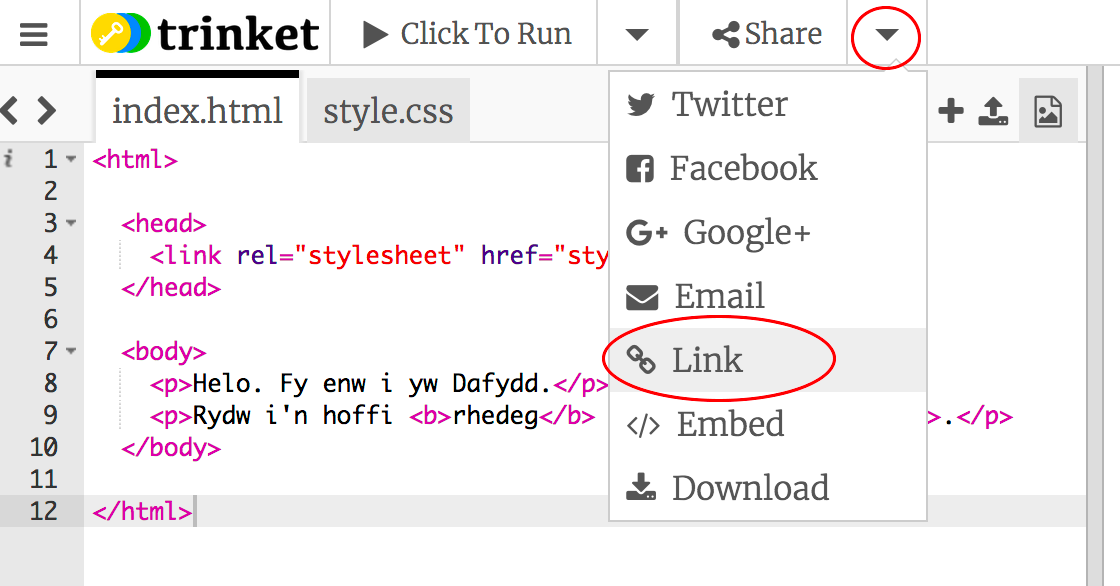 trinket Click To Run Share
index.html style.css
Twitter
Facebook
Google+
Email
Link
Embed
Download
1 <html>
2
3 <head>
4 <link rel="stylesheet" href="sty
5 </head>
6
7 <body>
8 <p>Helo. Fy enw i yw Dafydd.</p>
9 <p>Rydw i'n hoffi <b>rhedeg</b> >.</p>
10 </body>
11
12 </html>